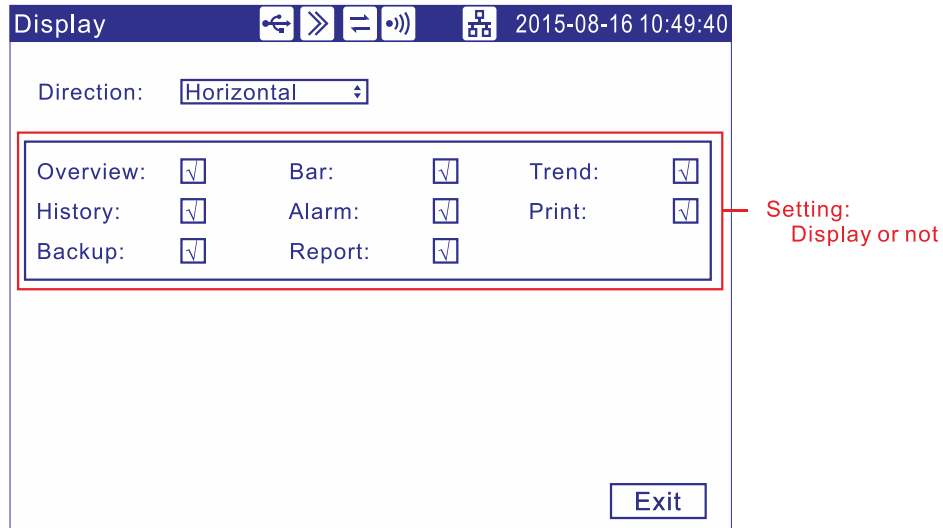 Display 2015-08-16 10:49:40
Direction: Horizontal
Overview: √ Bar: √ Trend: √
History: √ Alarm: √ Print: √
Backup: √ Report: √
Setting:
Display or not
Exit